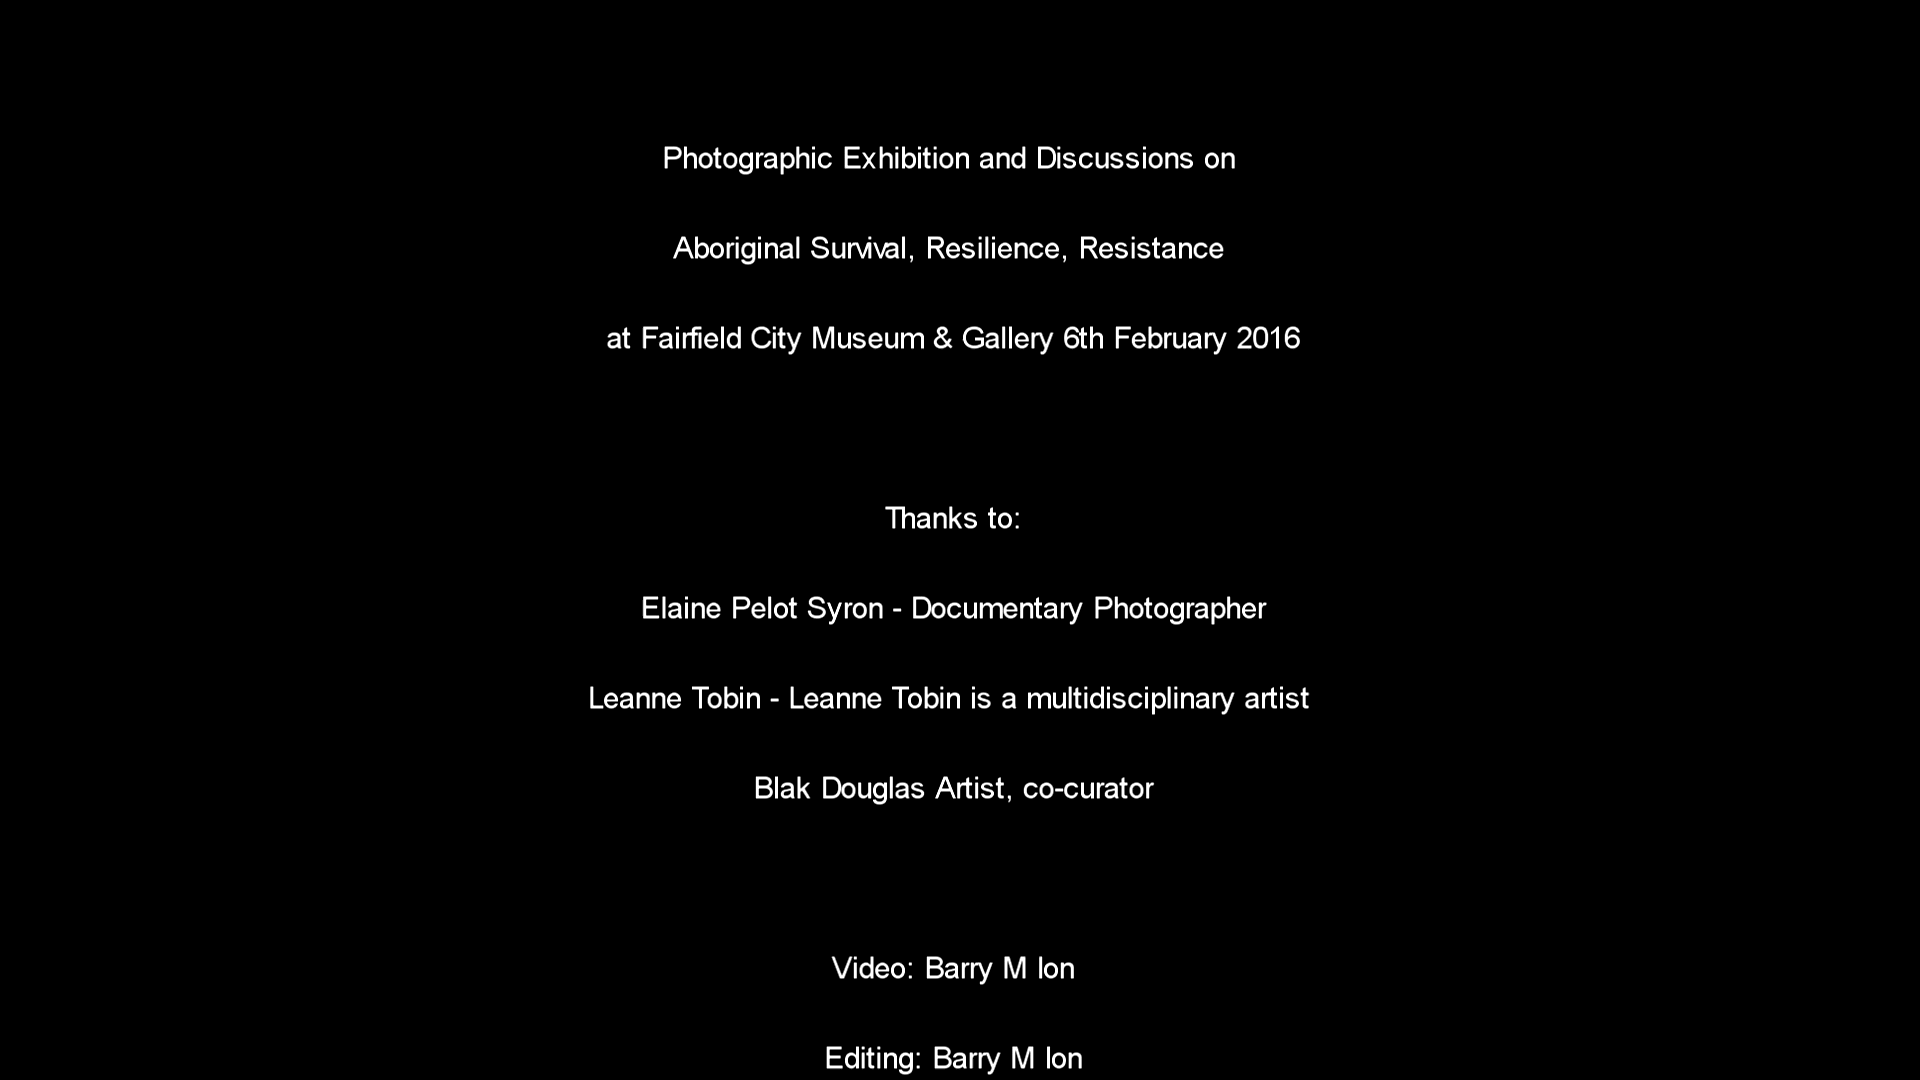 Photographic Exhibition and Discussions on
Aboriginal Survival, Resilience, Resistance
at Fairfield City Museum & Gallery 6th February 2016
Thanks to:
Elaine Pelot Syron - Documentary Photographer
Leanne Tobin - Leanne Tobin is a multidisciplinary artist
Blak Douglas Artist, co-curator
Video: Barry M Ion
Editing: Barry M Ion